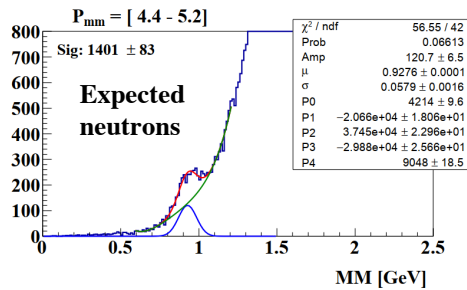 P_mm = [ 4.4 - 5.2]
Sig: 1401 ± 83
Expected
neutrons
χ² / ndf 56.55 / 42
Prob 0.06613
Amp 120.7 ± 6.5
μ 0.9276 ± 0.0001
σ 0.0579 ± 0.0016
P0 4214 ± 9.6
P1 −2.066e+04 ± 1.806e+01
P2 3.745e+04 ± 2.296e+01
P3 −2.988e+04 ± 2.566e+01
P4 9048 ± 18.5
800
700
600
500
400
300
200
100
0
0 0.5 1 1.5 2 2.5
MM [GeV]